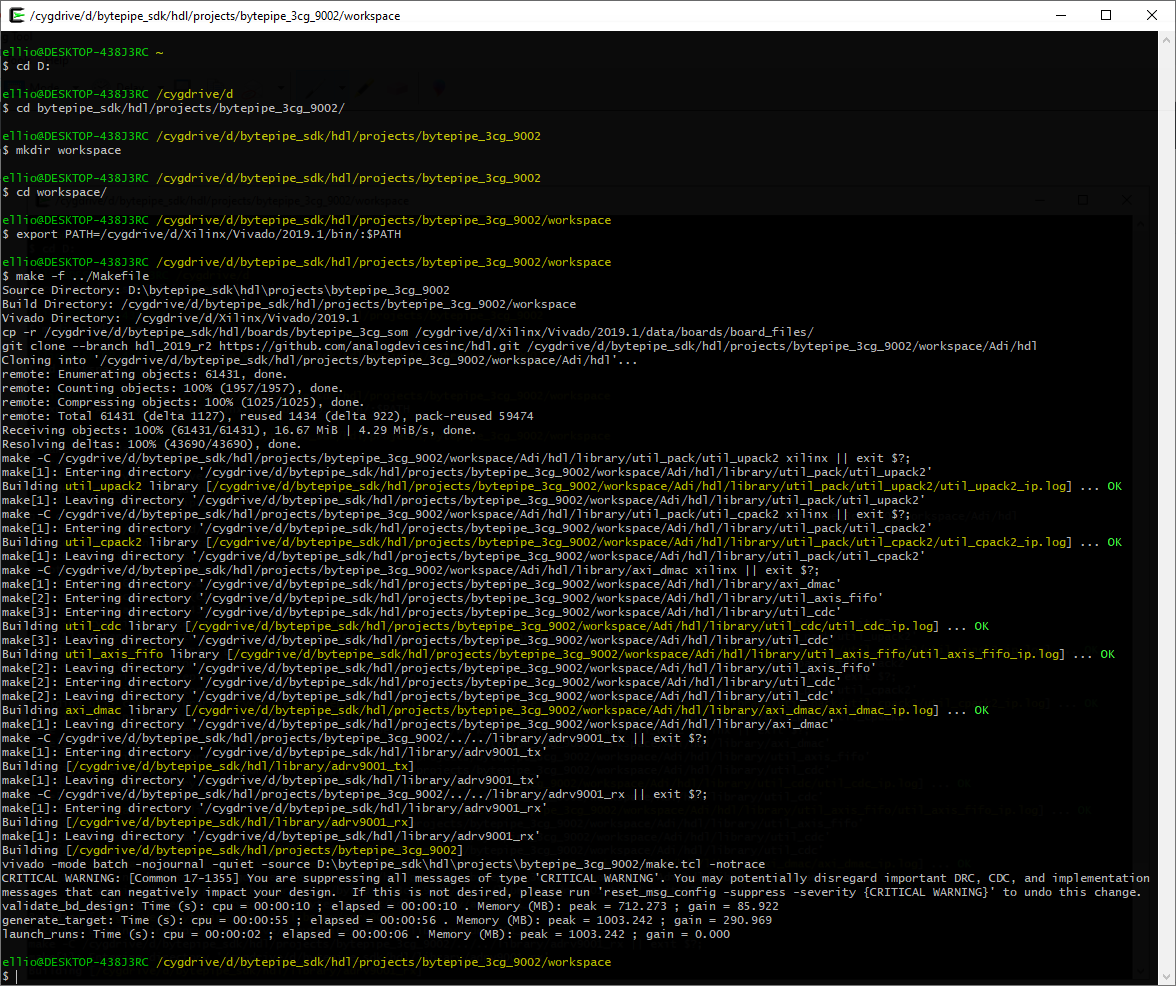 /cygdrive/d/bytepipe_sdk/hdl/projects/bytepipe_3cg_9002/workspace
ellio@DESKTOP-438J3RC ~
$ cd D:
ellio@DESKTOP-438J3RC /cygdrive/d
$ cd bytepipe_sdk/hdl/projects/bytepipe_3cg_9002/
ellio@DESKTOP-438J3RC /cygdrive/d/bytepipe_sdk/hdl/projects/bytepipe_3cg_9002
$ mkdir workspace
ellio@DESKTOP-438J3RC /cygdrive/d/bytepipe_sdk/hdl/projects/bytepipe_3cg_9002
$ cd workspace/
ellio@DESKTOP-438J3RC /cygdrive/d/bytepipe_sdk/hdl/projects/bytepipe_3cg_9002/workspace
$ export PATH=/cygdrive/d/Xilinx/Vivado/2019.1/bin/:$PATH
ellio@DESKTOP-438J3RC /cygdrive/d/bytepipe_sdk/hdl/projects/bytepipe_3cg_9002/workspace
$ make -f ../Makefile
Source Directory: D:\bytepipe_sdk\hdl\projects\bytepipe_3cg_9002
Build Directory: /cygdrive/d/bytepipe_sdk/hdl/projects/bytepipe_3cg_9002/workspace
Vivado Directory:  /cygdrive/d/Xilinx/Vivado/2019.1
cp -r /cygdrive/d/bytepipe_sdk/hdl/boards/bytepipe_3cg_som /cygdrive/d/Xilinx/Vivado/2019.1/data/boards/board_files/
git clone --branch hdl_2019_r2 https://github.com/analogdevicesinc/hdl.git /cygdrive/d/bytepipe_sdk/hdl/projects/bytepipe_3cg_9002/workspace/Adi/hdl
Cloning into '/cygdrive/d/bytepipe_sdk/hdl/projects/bytepipe_3cg_9002/workspace/Adi/hdl'...
remote: Enumerating objects: 61431, done.
remote: Counting objects: 100% (1957/1957), done.
remote: Compressing objects: 100% (1025/1025), done.
remote: Total 61431 (delta 1127), reused 1434 (delta 922), pack-reused 59474
Receiving objects: 100% (61431/61431), 16.67 MiB | 4.29 MiB/s, done.
Resolving deltas: 100% (43690/43690), done.
make -C /cygdrive/d/bytepipe_sdk/hdl/projects/bytepipe_3cg_9002/workspace/Adi/hdl/library/util_pack/util_upack2 xilinx || exit $?;
make[1]: Entering directory '/cygdrive/d/bytepipe_sdk/hdl/projects/bytepipe_3cg_9002/workspace/Adi/hdl/library/util_pack/util_upack2'
Building util_upack2 library [/cygdrive/d/bytepipe_sdk/hdl/projects/bytepipe_3cg_9002/workspace/Adi/hdl/library/util_pack/util_upack2/util_upack2_ip.log] ... OK
make[1]: Leaving directory '/cygdrive/d/bytepipe_sdk/hdl/projects/bytepipe_3cg_9002/workspace/Adi/hdl/library/util_pack/util_upack2'
make -C /cygdrive/d/bytepipe_sdk/hdl/projects/bytepipe_3cg_9002/workspace/Adi/hdl/library/util_pack/util_cpack2 xilinx || exit $?;
make[1]: Entering directory '/cygdrive/d/bytepipe_sdk/hdl/projects/bytepipe_3cg_9002/workspace/Adi/hdl/library/util_pack/util_cpack2'
Building util_cpack2 library [/cygdrive/d/bytepipe_sdk/hdl/projects/bytepipe_3cg_9002/workspace/Adi/hdl/library/util_pack/util_cpack2/util_cpack2_ip.log] ... OK
make[1]: Leaving directory '/cygdrive/d/bytepipe_sdk/hdl/projects/bytepipe_3cg_9002/workspace/Adi/hdl/library/util_pack/util_cpack2'
make -C /cygdrive/d/bytepipe_sdk/hdl/projects/bytepipe_3cg_9002/workspace/Adi/hdl/library/axi_dmac xilinx || exit $?;
make[1]: Entering directory '/cygdrive/d/bytepipe_sdk/hdl/projects/bytepipe_3cg_9002/workspace/Adi/hdl/library/axi_dmac'
make[2]: Entering directory '/cygdrive/d/bytepipe_sdk/hdl/projects/bytepipe_3cg_9002/workspace/Adi/hdl/library/util_axis_fifo'
make[3]: Entering directory '/cygdrive/d/bytepipe_sdk/hdl/projects/bytepipe_3cg_9002/workspace/Adi/hdl/library/util_cdc'
Building util_cdc library [/cygdrive/d/bytepipe_sdk/hdl/projects/bytepipe_3cg_9002/workspace/Adi/hdl/library/util_cdc/util_cdc_ip.log] ... OK
make[3]: Leaving directory '/cygdrive/d/bytepipe_sdk/hdl/projects/bytepipe_3cg_9002/workspace/Adi/hdl/library/util_cdc'
Building util_axis_fifo library [/cygdrive/d/bytepipe_sdk/hdl/projects/bytepipe_3cg_9002/workspace/Adi/hdl/library/util_axis_fifo/util_axis_fifo_ip.log] ... OK
make[2]: Leaving directory '/cygdrive/d/bytepipe_sdk/hdl/projects/bytepipe_3cg_9002/workspace/Adi/hdl/library/util_axis_fifo'
make[2]: Entering directory '/cygdrive/d/bytepipe_sdk/hdl/projects/bytepipe_3cg_9002/workspace/Adi/hdl/library/util_cdc'
make[2]: Leaving directory '/cygdrive/d/bytepipe_sdk/hdl/projects/bytepipe_3cg_9002/workspace/Adi/hdl/library/util_cdc'
Building axi_dmac library [/cygdrive/d/bytepipe_sdk/hdl/projects/bytepipe_3cg_9002/workspace/Adi/hdl/library/axi_dmac/axi_dmac_ip.log] ... OK
make[1]: Leaving directory '/cygdrive/d/bytepipe_sdk/hdl/projects/bytepipe_3cg_9002/workspace/Adi/hdl/library/axi_dmac'
make -C /cygdrive/d/bytepipe_sdk/hdl/projects/bytepipe_3cg_9002/../../library/adrv9001_tx || exit $?;
make[1]: Entering directory '/cygdrive/d/bytepipe_sdk/hdl/library/adrv9001_tx'
Building [/cygdrive/d/bytepipe_sdk/hdl/library/adrv9001_tx]
make[1]: Leaving directory '/cygdrive/d/bytepipe_sdk/hdl/library/adrv9001_tx'
make -C /cygdrive/d/bytepipe_sdk/hdl/projects/bytepipe_3cg_9002/../../library/adrv9001_rx || exit $?;
make[1]: Entering directory '/cygdrive/d/bytepipe_sdk/hdl/library/adrv9001_rx'
Building [/cygdrive/d/bytepipe_sdk/hdl/library/adrv9001_rx]
make[1]: Leaving directory '/cygdrive/d/bytepipe_sdk/hdl/library/adrv9001_rx'
Building [/cygdrive/d/bytepipe_sdk/hdl/projects/bytepipe_3cg_9002]
vivado -mode batch -nojournal -quiet -source D:\bytepipe_sdk\hdl\projects\bytepipe_3cg_9002/make.tcl -notrace
CRITICAL WARNING: [Common 17-1355] You are suppressing all messages of type 'CRITICAL WARNING'. You may potentially disregard important DRC, CDC, and implementation
messages that can negatively impact your design.  If this is not desired, please run 'reset_msg_config -suppress -severity {CRITICAL WARNING}' to undo this change.
validate_bd_design: Time (s): cpu = 00:00:10 ; elapsed = 00:00:10 . Memory (MB): peak = 712.273 ; gain = 85.922
generate_target: Time (s): cpu = 00:00:55 ; elapsed = 00:00:56 . Memory (MB): peak = 1003.242 ; gain = 290.969
launch_runs: Time (s): cpu = 00:00:02 ; elapsed = 00:00:06 . Memory (MB): peak = 1003.242 ; gain = 0.000
ellio@DESKTOP-438J3RC /cygdrive/d/bytepipe_sdk/hdl/projects/bytepipe_3cg_9002/workspace
$